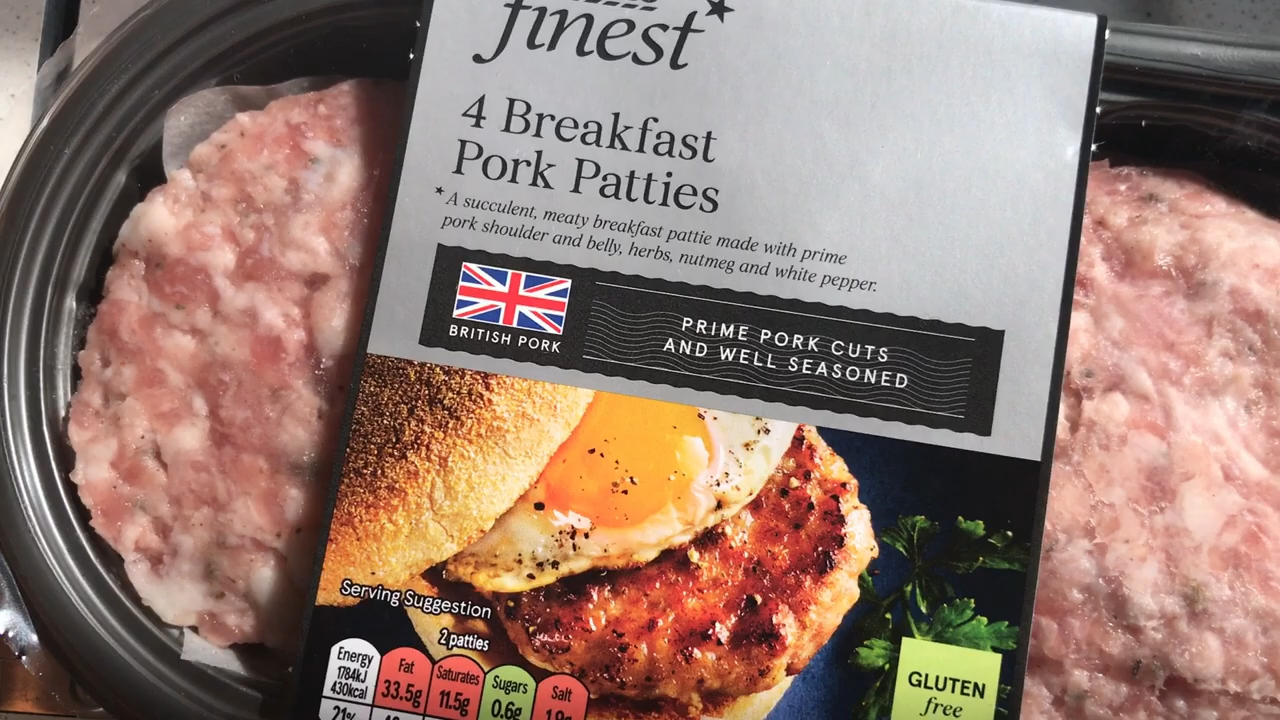 finest*
4 Breakfast
Pork Patties
*A succulent, meaty breakfast pattie made with prime
pork shoulder and belly, herbs, nutmeg and white pepper.
BRITISH PORK
PRIME PORK CUTS
AND WELL SEASONED
Serving Suggestion
2 patties
Energy
1784kJ
430kcal
21%
Fat
33.5g
Saturates
11.5g
Sugars
0.6g
Salt
GLUTEN
free